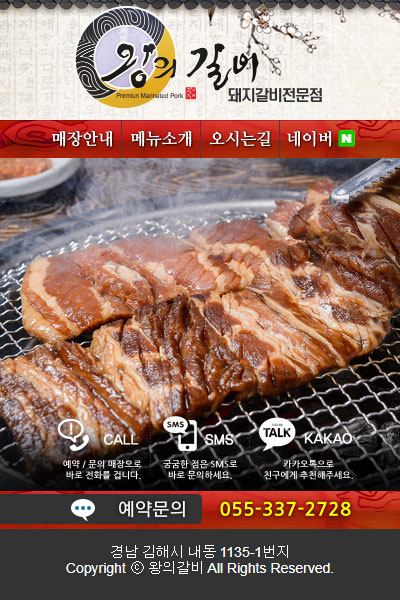 왕의 갈비
Premiun Marinated Pork
돼지갈비전문점
매장안내 메뉴소개 오시는길 네이버 N
CALL
예약 / 문의 매장으로
바로 전화를 겁니다.
SMS SMS
궁굼한 점은 SMS로
바로 문의하세요.
TALK KAKAO
카카오톡으로
친구에게 추천해주세요.
예약문의 055-337-2728
경남 김해시 내동 1135-1번지
Copyright ⓒ 왕의갈비 All Rights Reserved.